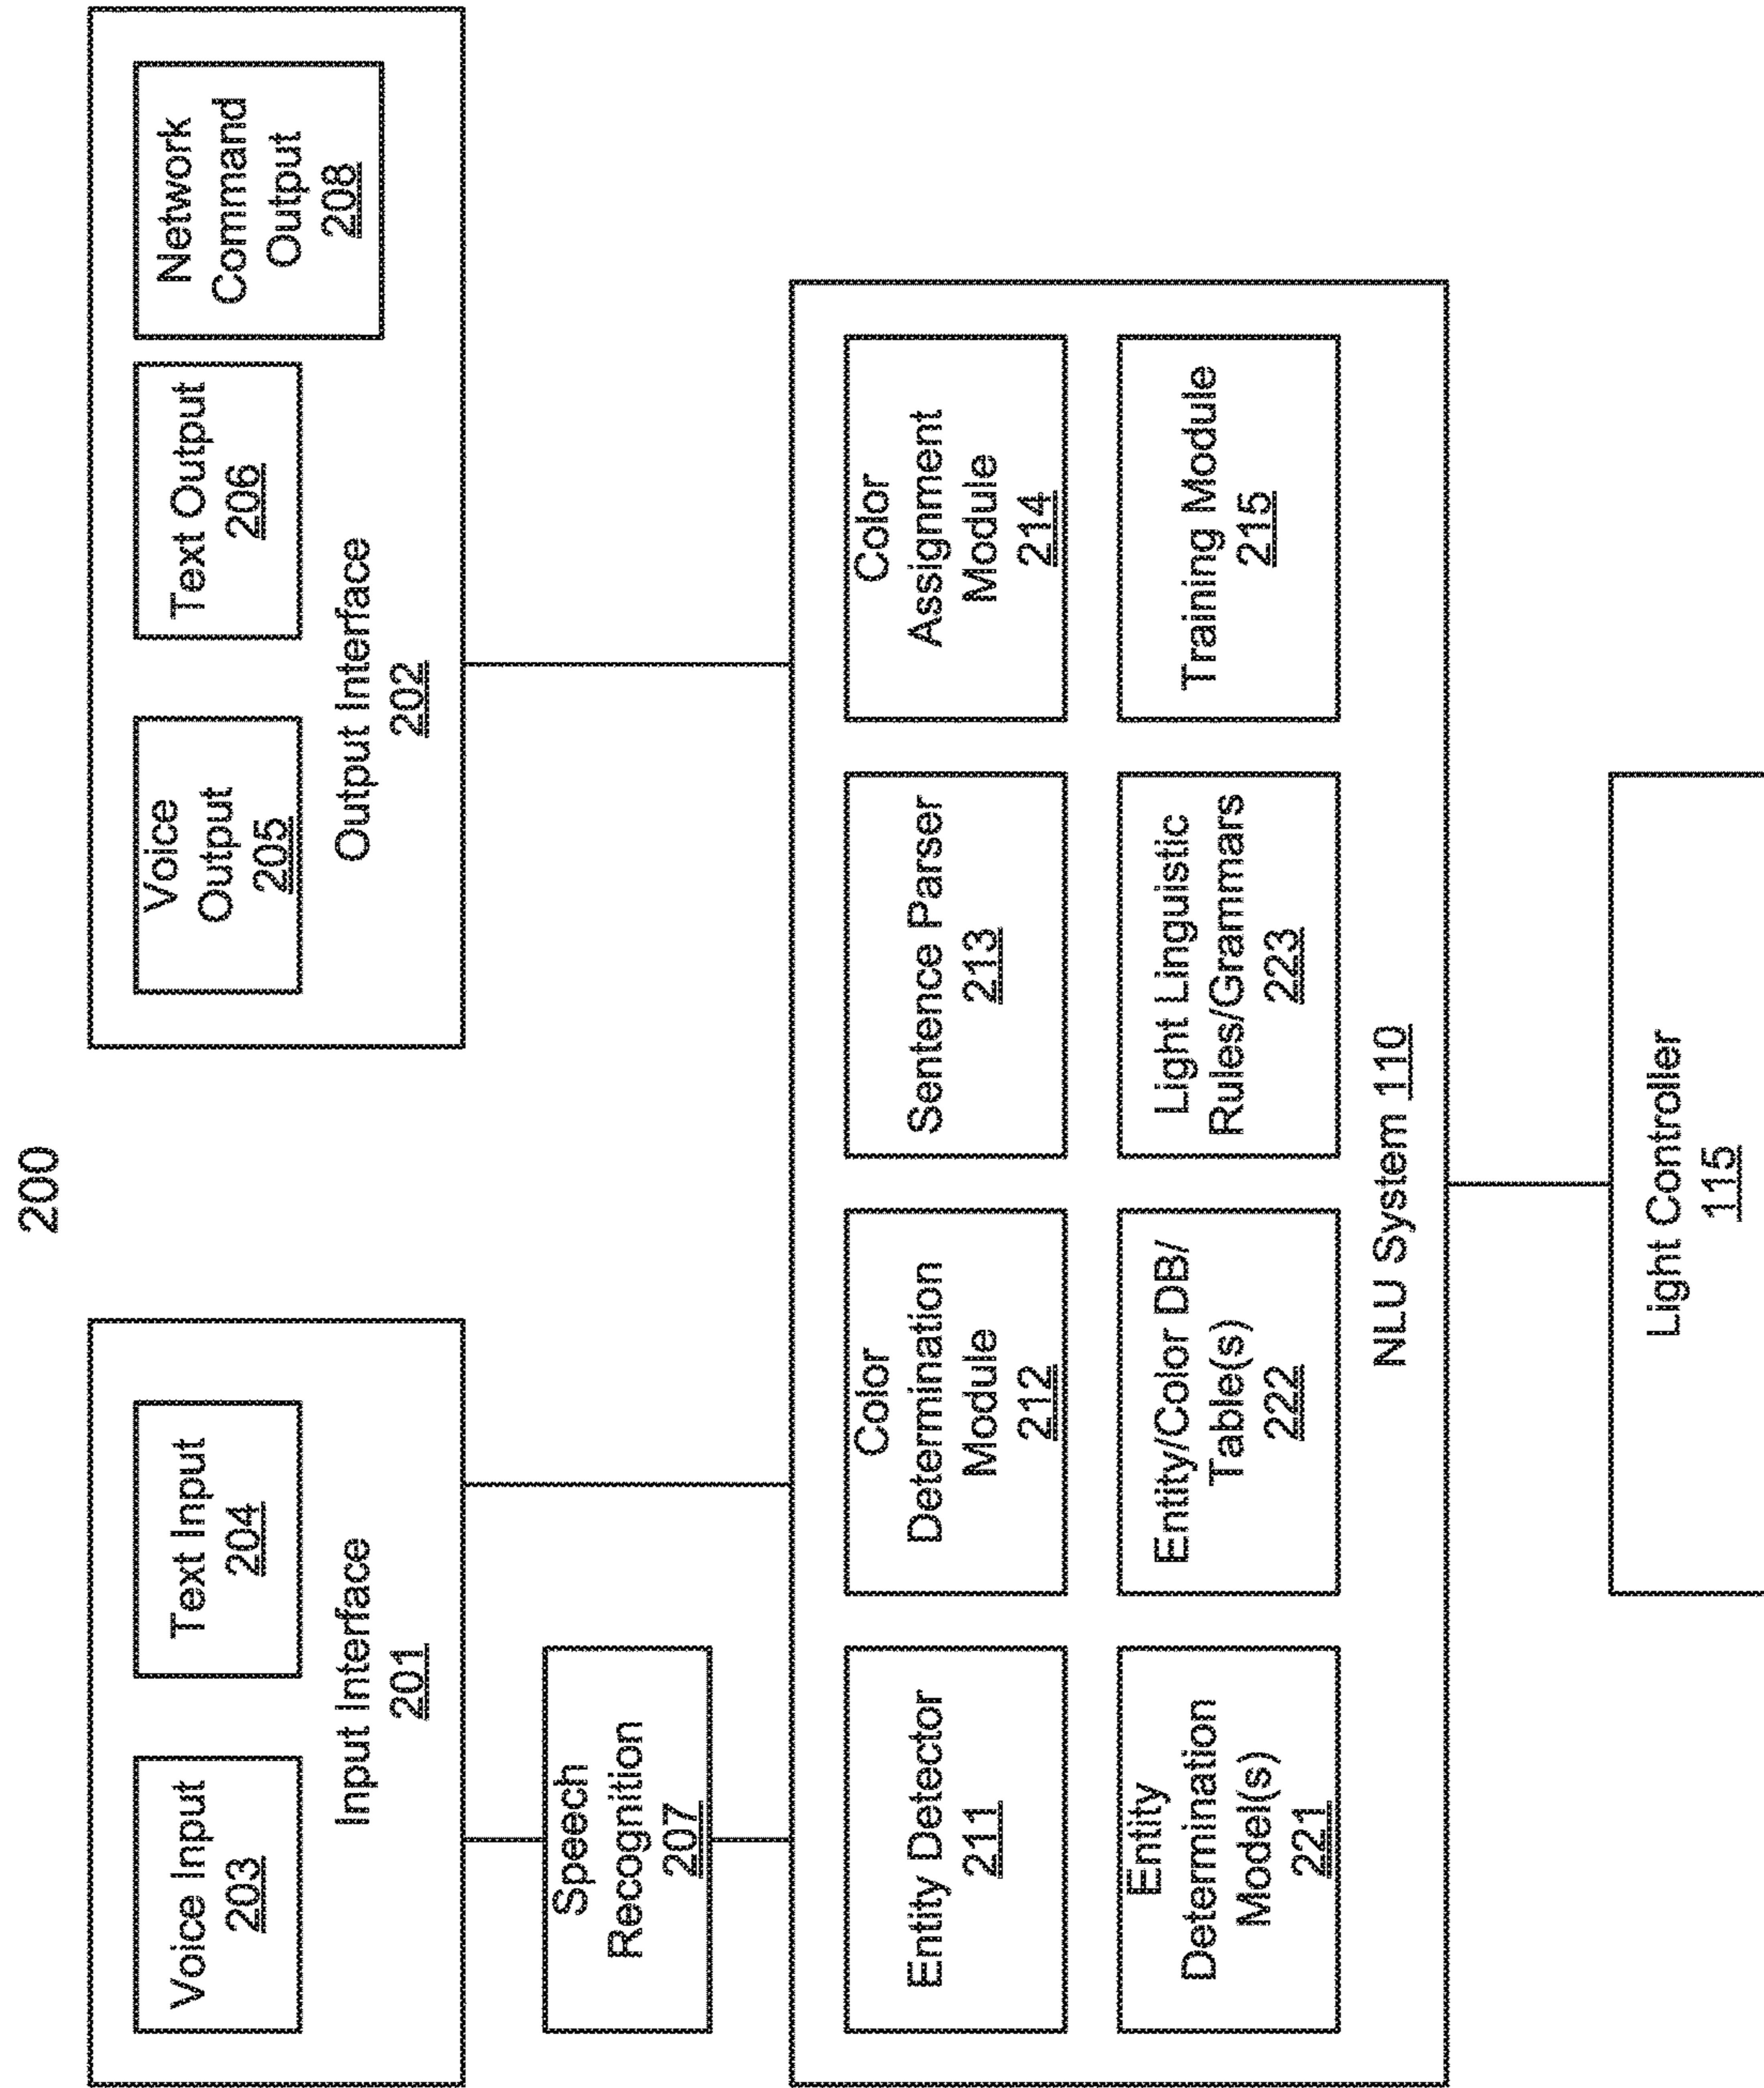 200
Voice Input
203
Text Input
204
Input Interface
201
Voice
Output
205
Text Output
206
Network
Command
Output
208
Output Interface
202
Speech
Recognition
207
Entity Detector
211
Color
Determination
Module
212
Sentence Parser
213
Color
Assignment
Module
214
Entity
Determination
Model(s)
221
Entity/Color DB/
Table(s)
222
Light Linguistic
Rules/Grammars
223
Training Module
215
NLU System 110
Light Controller
115